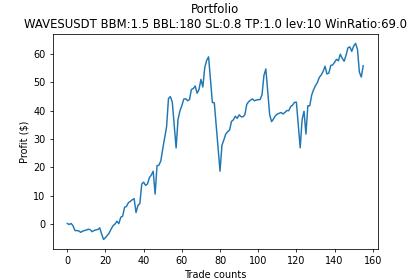 Portfolio
WAVESUSDT BBM:1.5 BBL:180 SL:0.8 TP:1.0 lev:10 WinRatio:69.0
60
50
40
30
20
10
0
Profit ($)
0 20 40 60 80 100 120 140 160
Trade counts